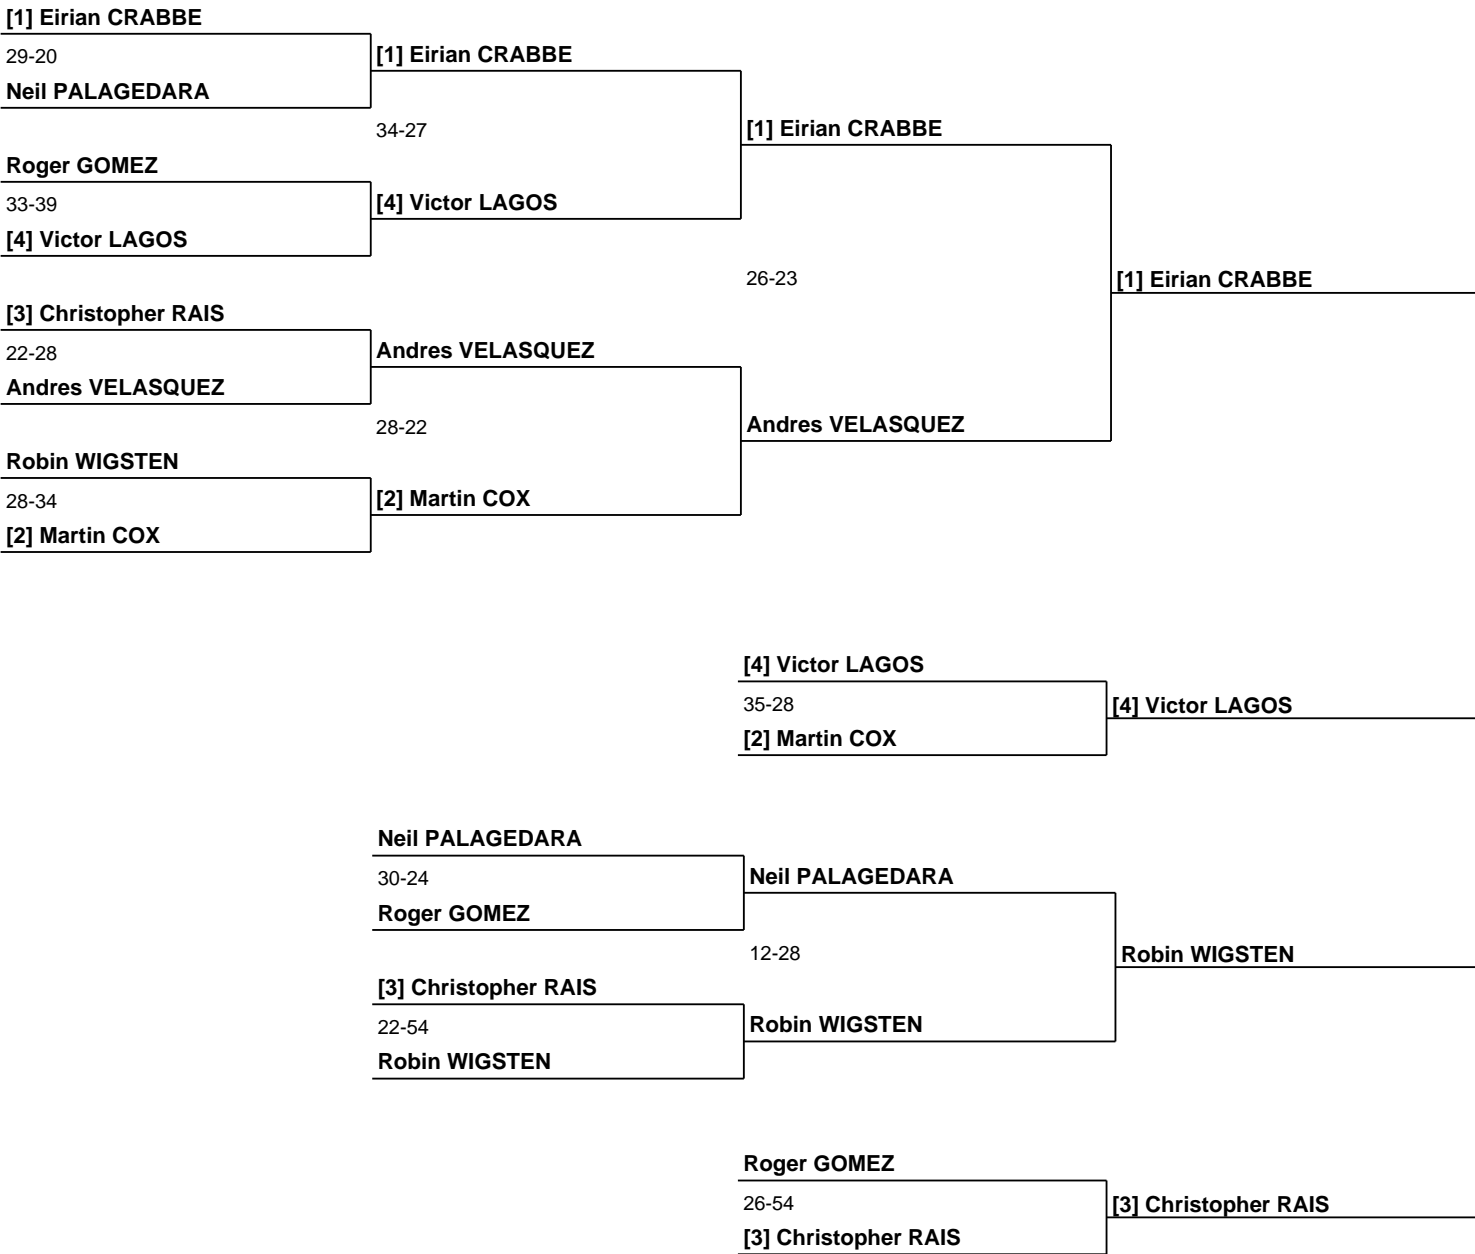 [1] Eirian CRABBE
29-20
[1] Eirian CRABBE
Neil PALAGEDARA
34-27
[1] Eirian CRABBE
Roger GOMEZ
33-39
[4] Victor LAGOS
[4] Victor LAGOS
26-23
[1] Eirian CRABBE
[3] Christopher RAIS
22-28
Andres VELASQUEZ
Andres VELASQUEZ
28-22
Andres VELASQUEZ
Robin WIGSTEN
28-34
[2] Martin COX
[2] Martin COX
[4] Victor LAGOS
35-28
[4] Victor LAGOS
[2] Martin COX
Neil PALAGEDARA
30-24
Neil PALAGEDARA
Roger GOMEZ
12-28
Robin WIGSTEN
[3] Christopher RAIS
22-54
Robin WIGSTEN
Robin WIGSTEN
Roger GOMEZ
26-54
[3] Christopher RAIS
[3] Christopher RAIS